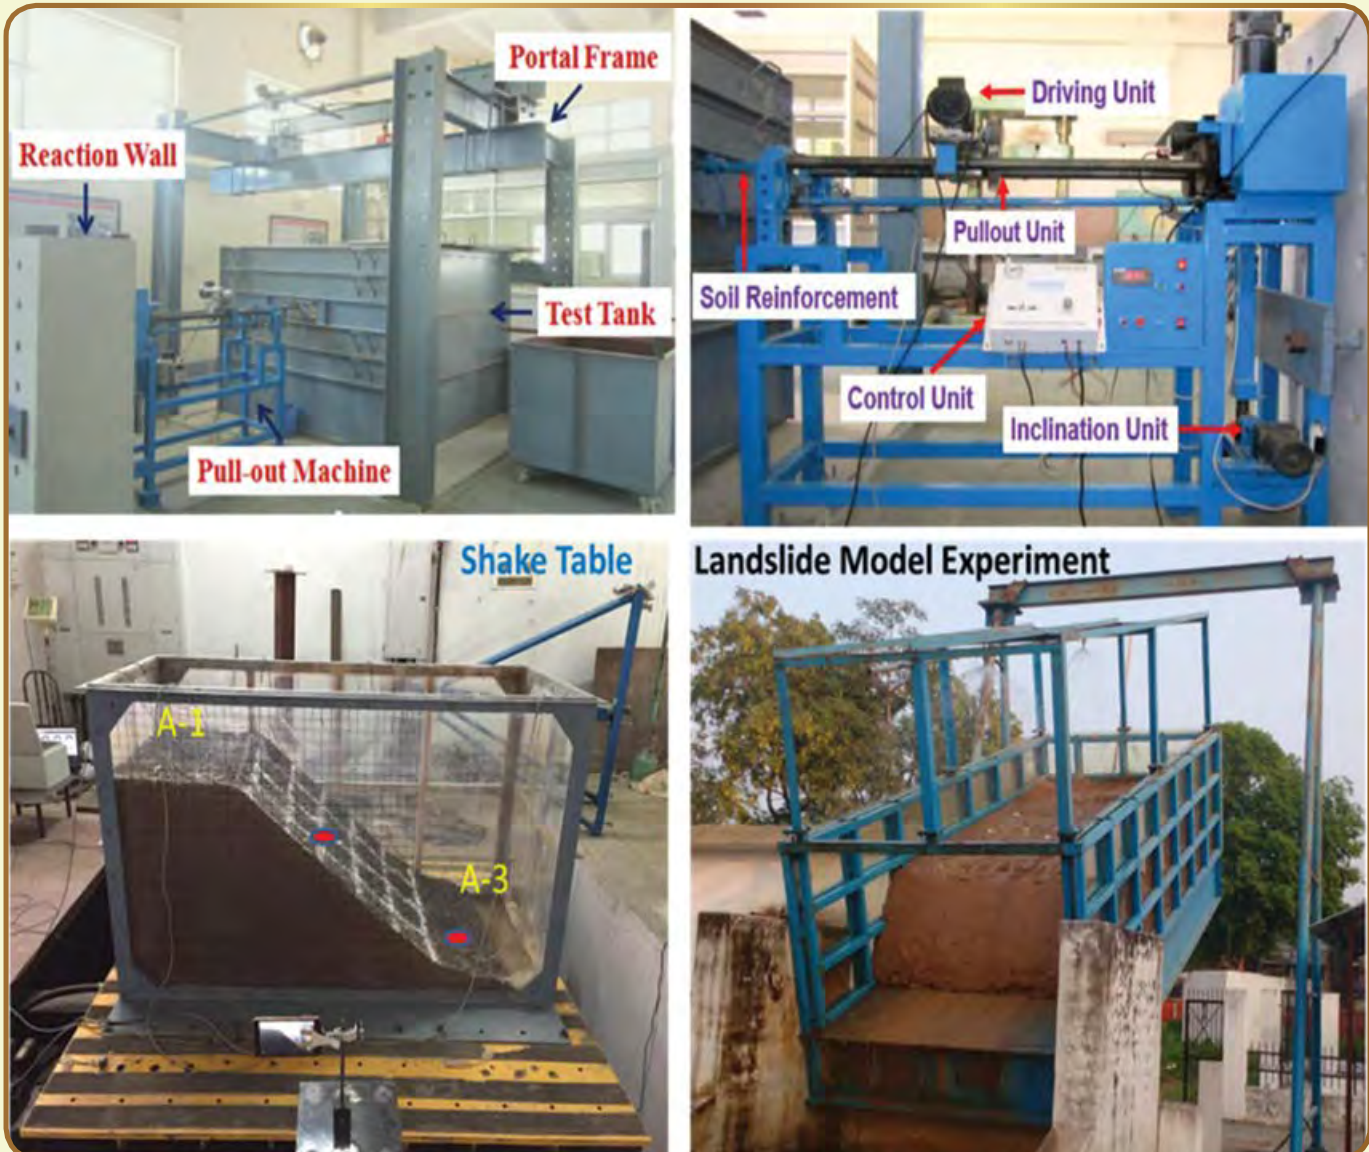 Portal Frame
Reaction Wall
Test Tank
Pull-out Machine
Driving Unit
Pullout Unit
Soil Reinforcement
Control Unit
Inclination Unit
Shake Table
A-1
A-3
Landslide Model Experiment